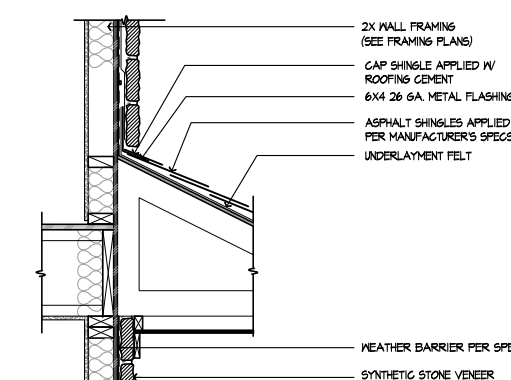 2X WALL FRAMING
(SEE FRAMING PLANS)
CAP SHINGLE APPLIED W/
ROOFING CEMENT
6X4 26 GA. METAL FLASHING
ASPHALT SHINGLES APPLIED
PER MANUFACTURER'S SPECS
UNDERLAYMENT FELT
WEATHER BARRIER PER SPE
SYNTHETIC STONE VENEER